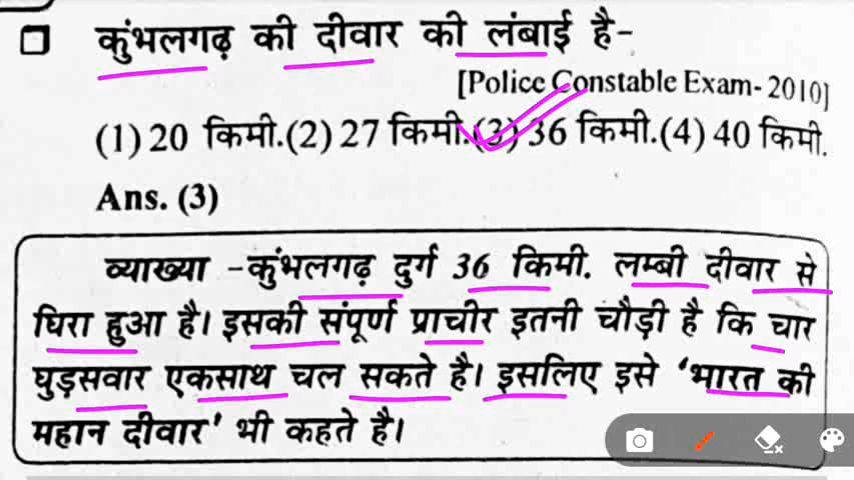 कुंभलगढ़ की दीवार की लंबाई है-
[Police Constable Exam- 2010]
(1) 20 किमी.(2) 27 किमी.(3) 36 किमी.(4) 40 किमी.
Ans. (3)
व्याख्या -कुंभलगढ़ दुर्ग 36 किमी. लम्बी दीवार से
घिरा हुआ है। इसकी संपूर्ण प्राचीर इतनी चौड़ी है कि चार
घुड़सवार एकसाथ चल सकते है। इसलिए इसे ‘भारत की
महान दीवार’ भी कहते है।